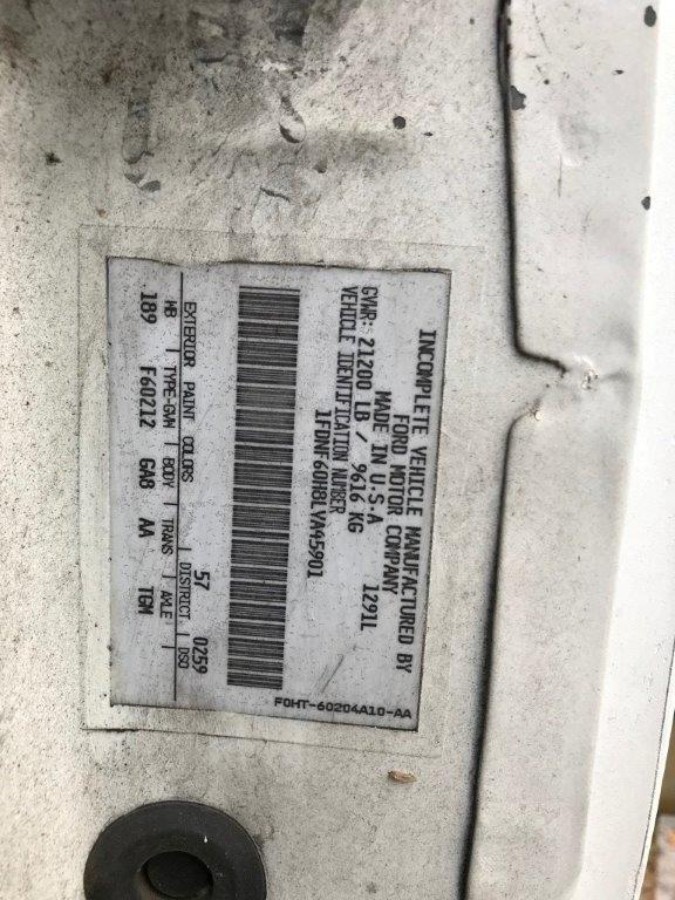 INCOMPLETE VEHICLE MANUFACTURED BY
FORD MOTOR COMPANY
MADE IN U.S.A
GVWR: 21200 LB / 9616 KG 1291L
VEHICLE IDENTIFICATION NUMBER
1FDNF60H8LVA45901
EXTERIOR PAINT COLORS 57 DISTRICT 0259 DSO
WB TYPE-GVW BODY TRANS AXLE
189 F60212 GA8 AA TGM
F0HT-60204A10-AA